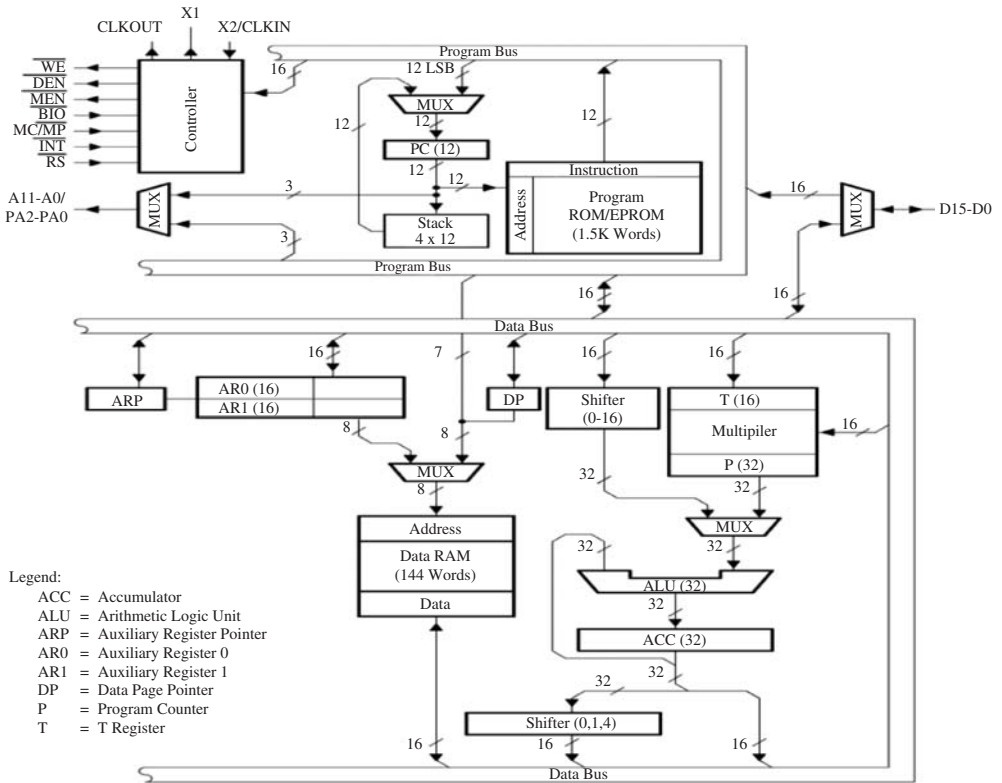 CLKOUT
X1
X2/CLKIN
WE
DEN
MEN
BIO
MC/MP
INT
RS
Controller
16
Program Bus
12 LSB
MUX
12
12
12
PC (12)
12
12
Stack
4 x 12
Instruction
Address
Program
ROM/EPROM
(1.5K Words)
A11-A0/
PA2-PA0
MUX
3
3
16
MUX
D15-D0
Program Bus
16
16
Data Bus
16
7
16
16
ARP
AR0 (16)
AR1 (16)
DP
Shifter
(0-16)
T (16)
Multipiler
P (32)
16
8
8
MUX
8
32
32
MUX
Address
Data RAM
(144 Words)
Data
32
32
ALU (32)
32
ACC (32)
32
32
Shifter (0,1,4)
16
16
16
Data Bus
Legend:
ACC = Accumulator
ALU = Arithmetic Logic Unit
ARP = Auxiliary Register Pointer
AR0 = Auxiliary Register 0
AR1 = Auxiliary Register 1
DP = Data Page Pointer
P = Program Counter
T = T Register